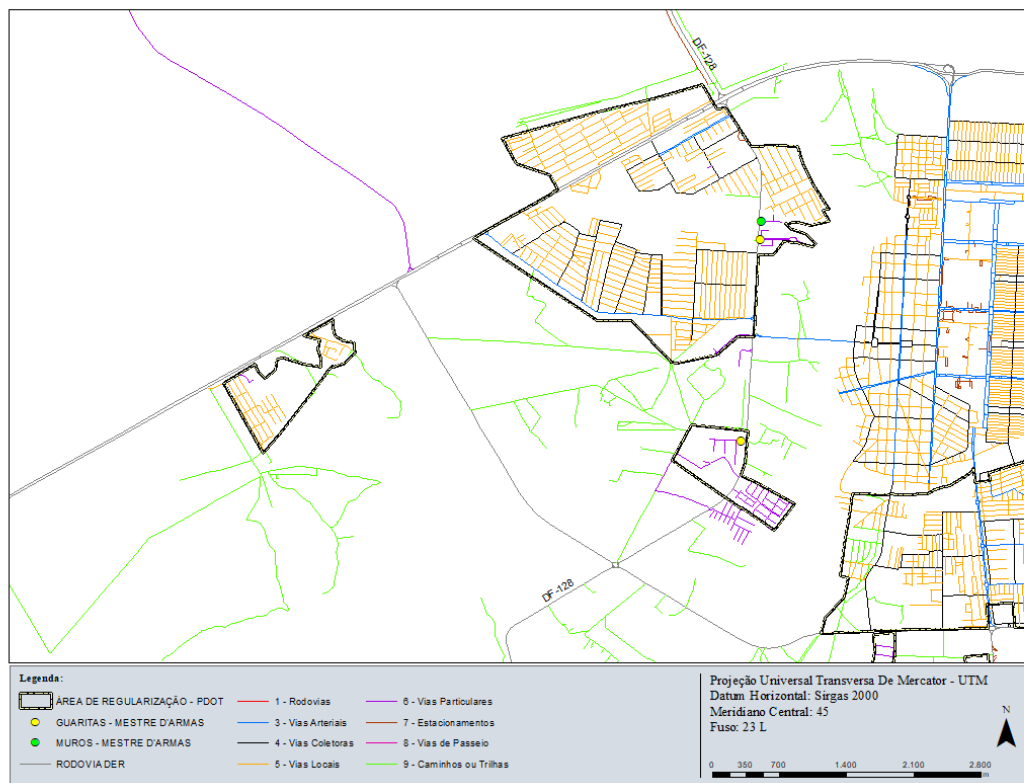 DF-128
DF-128
Legenda:
ÁREA DE REGULARIZAÇÃO - PDOT
GUARITAS - MESTRE D'ARMAS
MUROS - MESTRE D'ARMAS
RODOVIA DER
1 - Rodovias
3 - Vias Arteriais
4 - Vias Coletoras
5 - Vias Locais
6 - Vias Particulares
7 - Estacionamentos
8 - Vias de Passeio
9 - Caminhos ou Trilhas
Projeção Universal Transversa De Mercator - UTM
Datum Horizontal: Sirgas 2000
Meridiano Central: 45
Fuso: 23 L
N
0 350 700 1.400 2.100 2.800
m